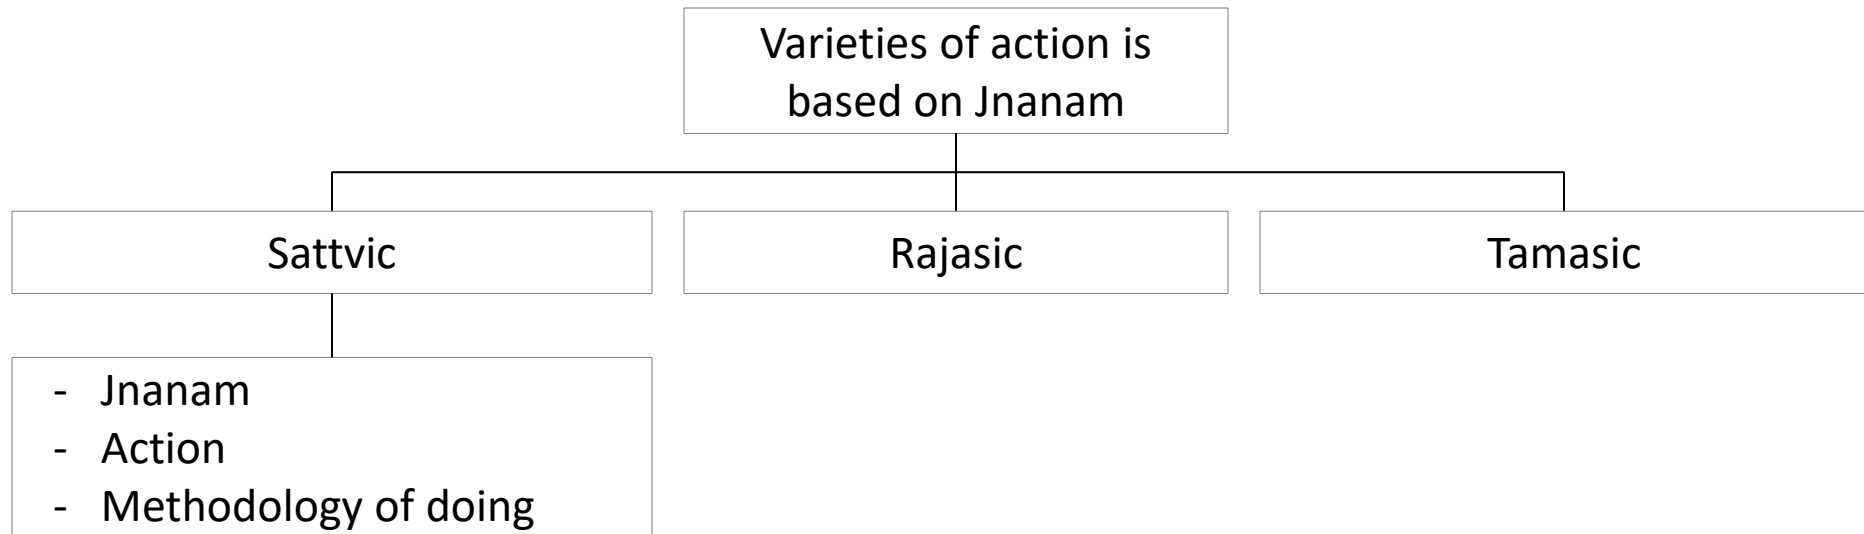 Varieties of action is
based on Jnanam
Sattvic
Rajasic
Tamasic
- Jnanam
- Action
- Methodology of doing